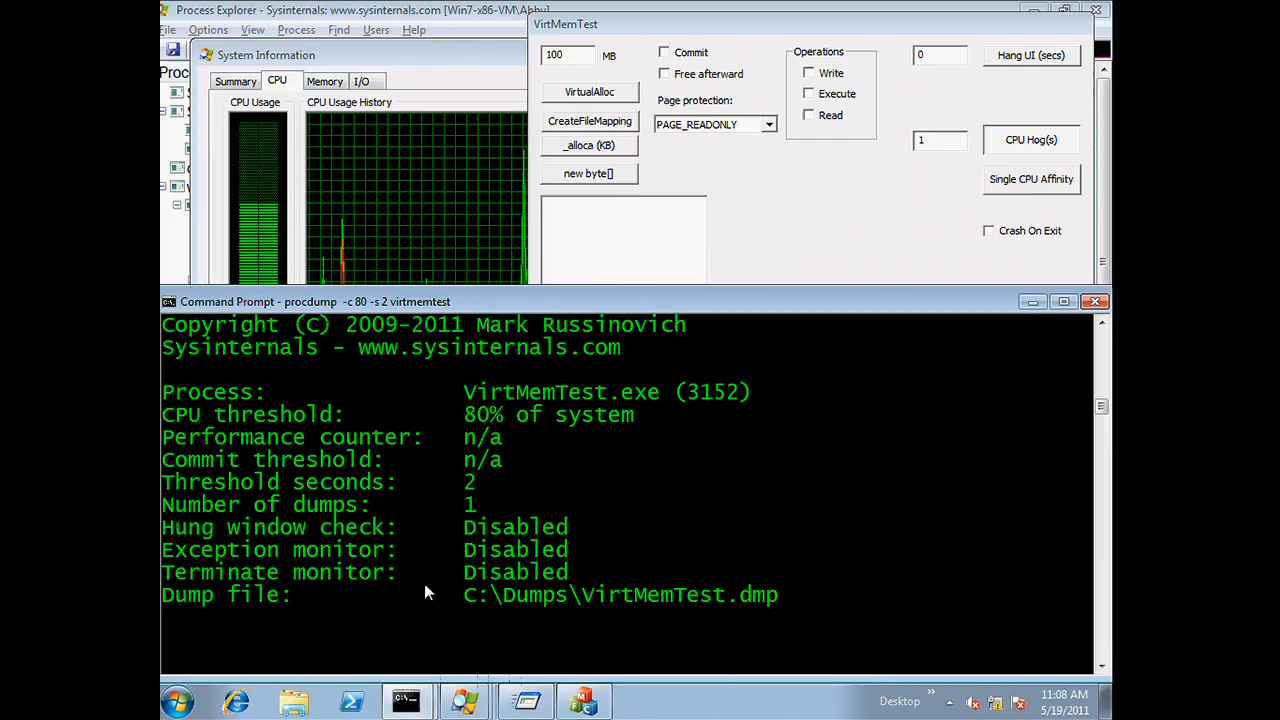 Process Explorer - Sysinternals: www.sysinternals.com [Win7-x86-VM\Abby]
File Options View Process Find Users Help
System Information
Summary CPU Memory I/O
CPU Usage CPU Usage History
VirtMemTest
100 MB
VirtualAlloc
CreateFileMapping
_alloca (KB)
new byte[]
Commit
Free afterward
Page protection:
PAGE_READONLY
Operations
Write
Execute
Read
0 Hang UI (secs)
1 CPU Hog(s)
Single CPU Affinity
Crash On Exit
Command Prompt - procdump -c 80 -s 2 virtmemtest
Copyright (C) 2009-2011 Mark Russinovich
Sysinternals - www.sysinternals.com
Process: VirtMemTest.exe (3152)
CPU threshold: 80% of system
Performance counter: n/a
Commit threshold: n/a
Threshold seconds: 2
Number of dumps: 1
Hung window check: Disabled
Exception monitor: Disabled
Terminate monitor: Disabled
Dump file: C:\Dumps\VirtMemTest.dmp
Desktop
11:08 AM
5/19/2011